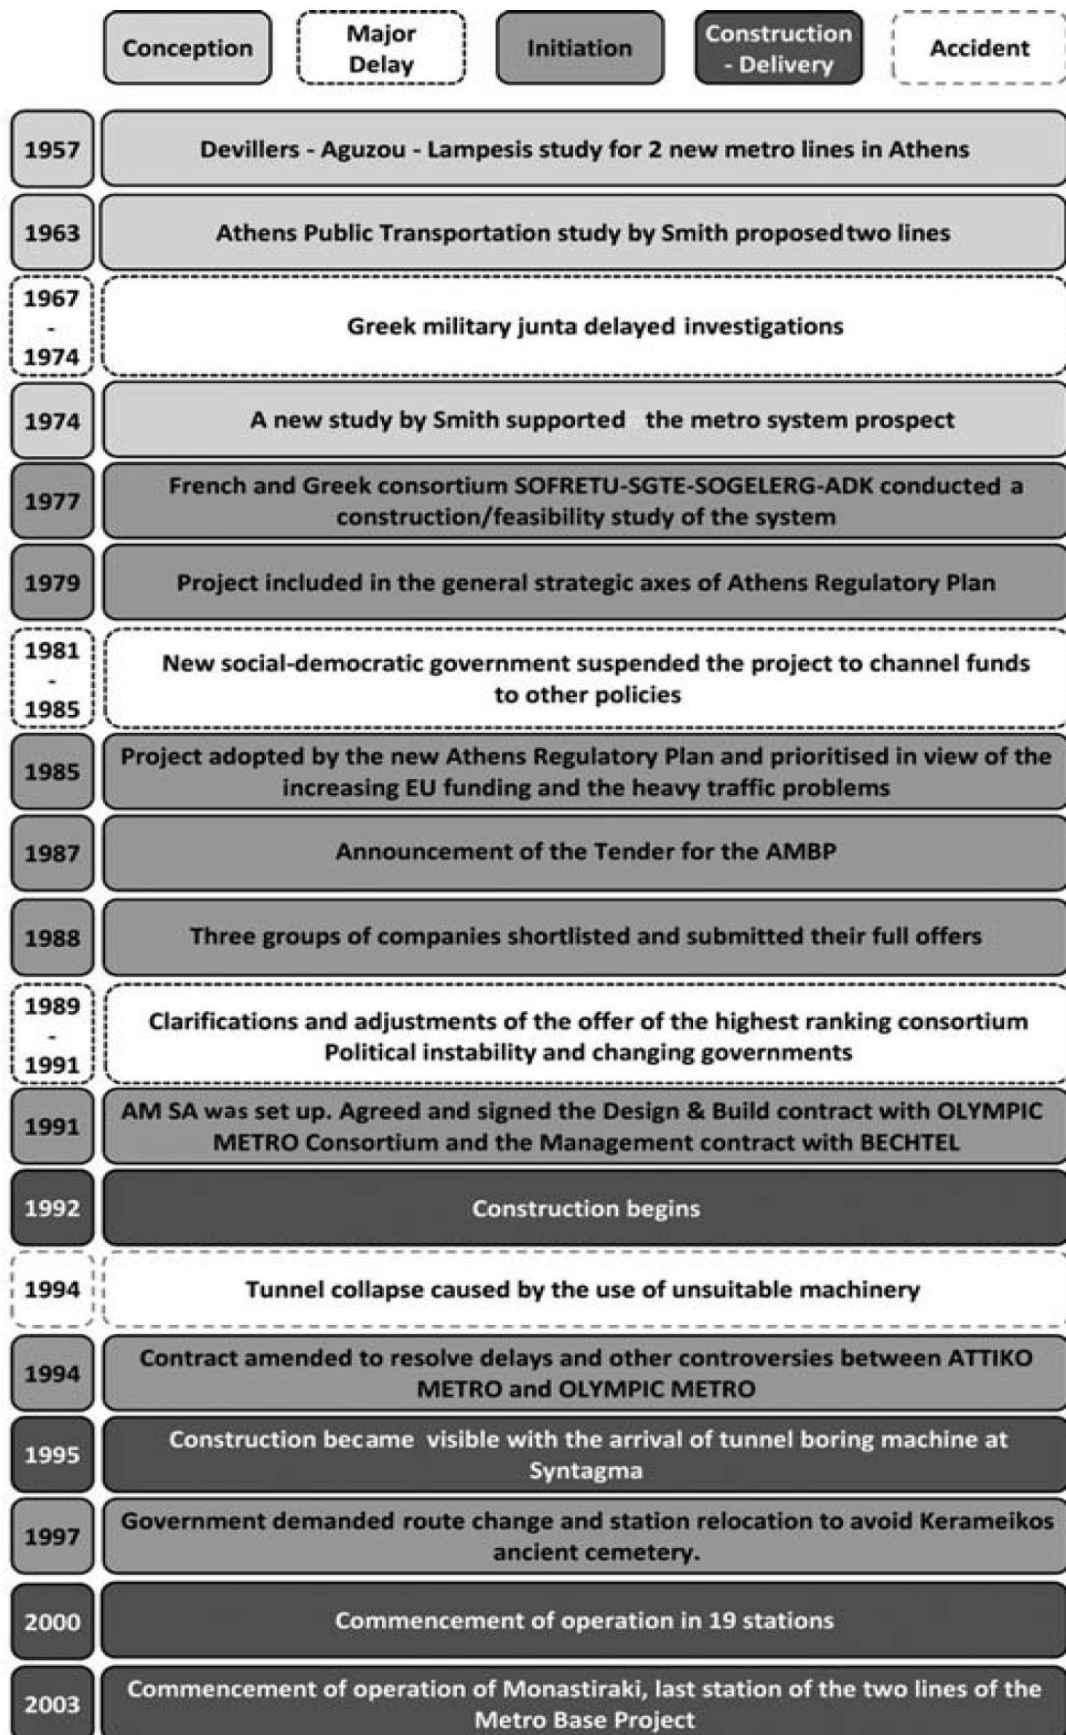 Conception
Major
Delay
Initiation
Construction
- Delivery
Accident
1957
Devillers - Aguzou - Lampesis study for 2 new metro lines in Athens
1963
Athens Public Transportation study by Smith proposed two lines
1967
-
1974
Greek military junta delayed investigations
1974
A new study by Smith supported the metro system prospect
1977
French and Greek consortium SOFRETU-SGTE-SOGELERG-ADK conducted a
construction/feasibility study of the system
1979
Project included in the general strategic axes of Athens Regulatory Plan
1981
-
1985
New social-democratic government suspended the project to channel funds
to other policies
1985
Project adopted by the new Athens Regulatory Plan and prioritised in view of the
increasing EU funding and the heavy traffic problems
1987
Announcement of the Tender for the AMBP
1988
Three groups of companies shortlisted and submitted their full offers
1989
-
1991
Clarifications and adjustments of the offer of the highest ranking consortium
Political instability and changing governments
1991
AM SA was set up. Agreed and signed the Design & Build contract with OLYMPIC
METRO Consortium and the Management contract with BECHTEL
1992
Construction begins
1994
Tunnel collapse caused by the use of unsuitable machinery
1994
Contract amended to resolve delays and other controversies between ATTIKO
METRO and OLYMPIC METRO
1995
Construction became visible with the arrival of tunnel boring machine at
Syntagma
1997
Government demanded route change and station relocation to avoid Kerameikos
ancient cemetery.
2000
Commencement of operation in 19 stations
2003
Commencement of operation of Monastiraki, last station of the two lines of the
Metro Base Project